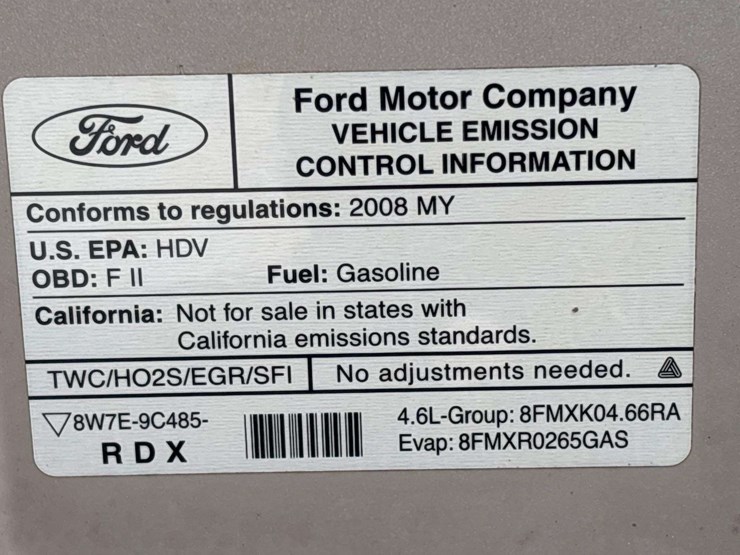 Ford
Ford Motor Company
VEHICLE EMISSION
CONTROL INFORMATION
Conforms to regulations: 2008 MY
U.S. EPA: HDV
OBD: F II
Fuel: Gasoline
California: Not for sale in states with
California emissions standards.
TWC/HO2S/EGR/SFI
No adjustments needed.
8W7E-9C485-
R D X
4.6L-Group: 8FMXK04.66RA
Evap: 8FMXR0265GAS